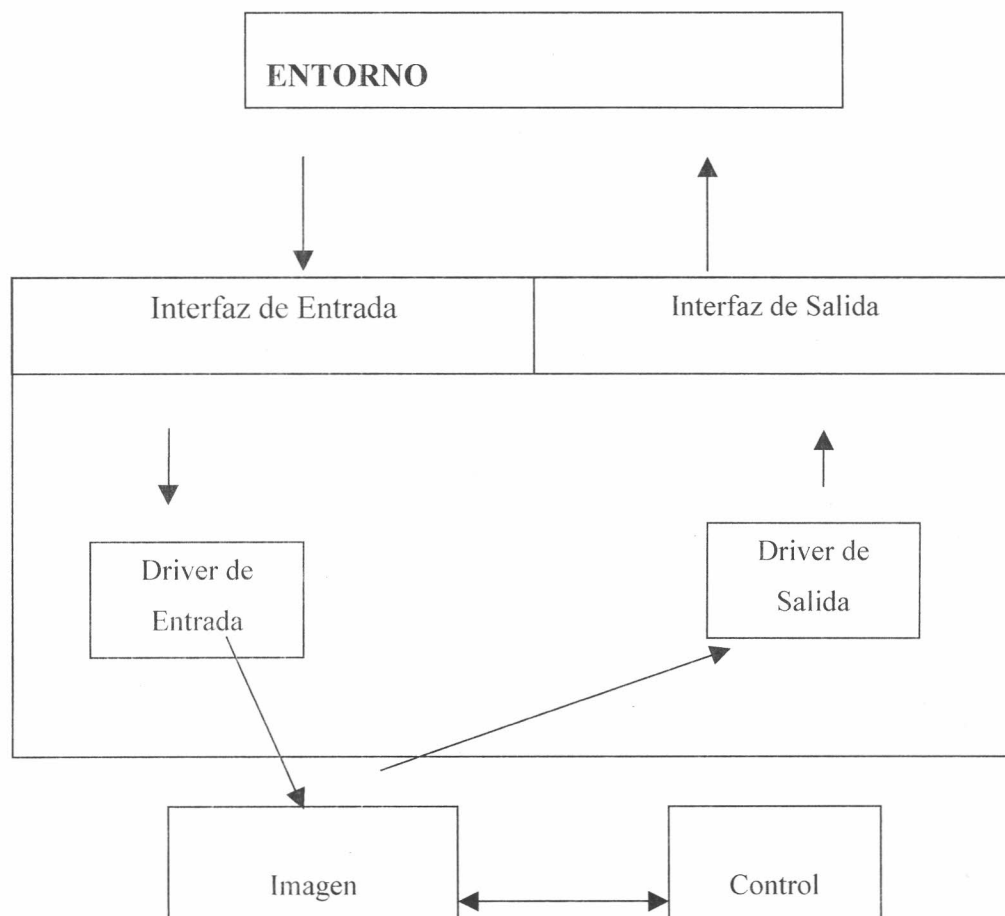 ENTORNO
Interfaz de Entrada
Interfaz de Salida
Driver de
Entrada
Driver de
Salida
Imagen
Control